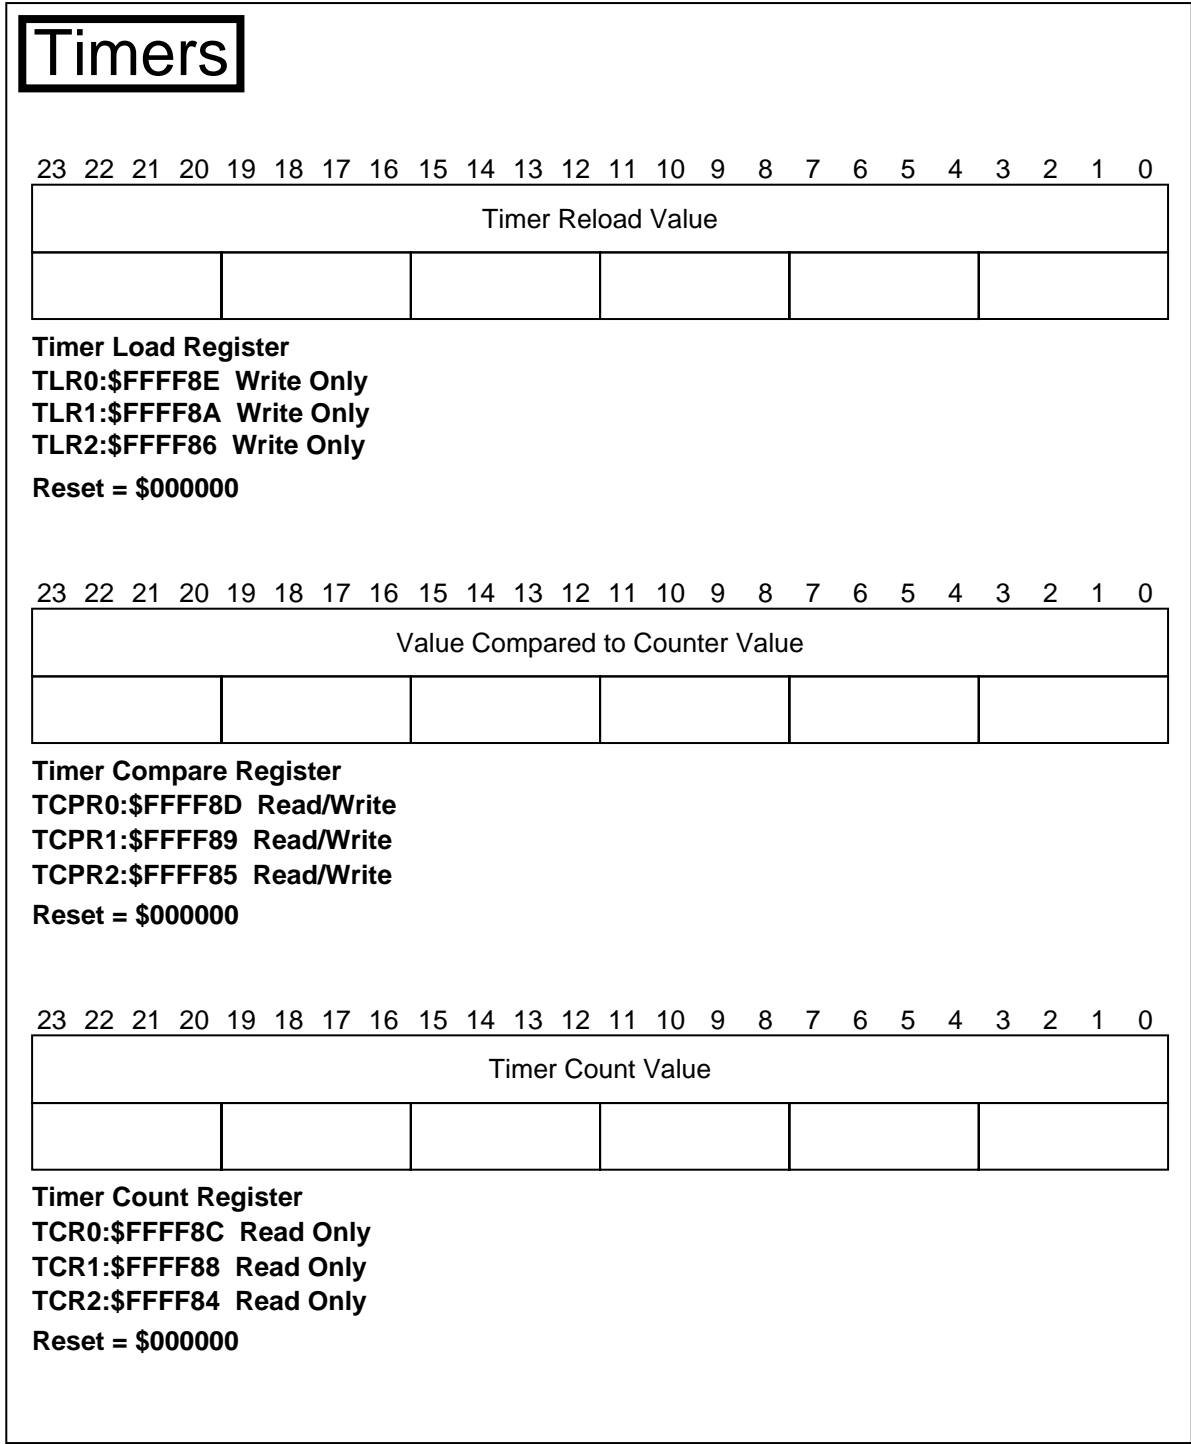 Timers
23 22 21 20 19 18 17 16 15 14 13 12 11 10 9 8 7 6 5 4 3 2 1 0
Timer Reload Value
Timer Load Register
TLR0:$FFFF8E Write Only
TLR1:$FFFF8A Write Only
TLR2:$FFFF86 Write Only
Reset = $000000
23 22 21 20 19 18 17 16 15 14 13 12 11 10 9 8 7 6 5 4 3 2 1 0
Value Compared to Counter Value
Timer Compare Register
TCPR0:$FFFF8D Read/Write
TCPR1:$FFFF89 Read/Write
TCPR2:$FFFF85 Read/Write
Reset = $000000
23 22 21 20 19 18 17 16 15 14 13 12 11 10 9 8 7 6 5 4 3 2 1 0
Timer Count Value
Timer Count Register
TCR0:$FFFF8C Read Only
TCR1:$FFFF88 Read Only
TCR2:$FFFF84 Read Only
Reset = $000000